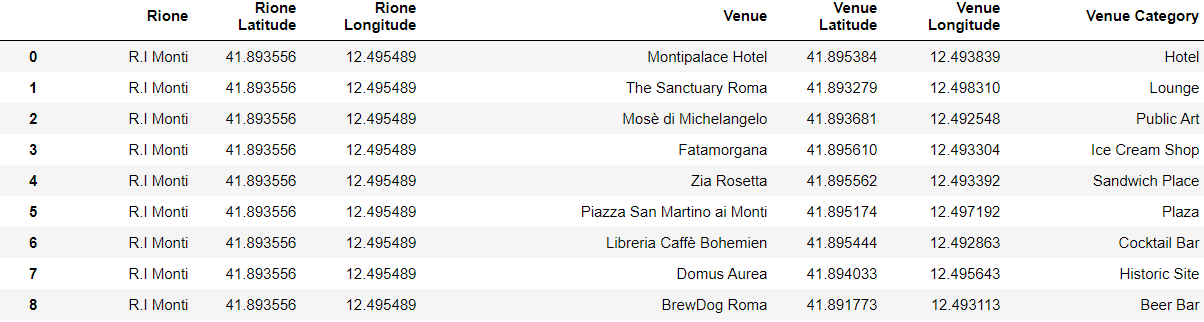 Rione Rione Latitude Rione Longitude Venue Venue Latitude Venue Longitude Venue Category
0 R.I Monti 41.893556 12.495489 Montipalace Hotel 41.895384 12.493839 Hotel
1 R.I Monti 41.893556 12.495489 The Sanctuary Roma 41.893279 12.498310 Lounge
2 R.I Monti 41.893556 12.495489 Mosè di Michelangelo 41.893681 12.492548 Public Art
3 R.I Monti 41.893556 12.495489 Fatamorgana 41.895610 12.493304 Ice Cream Shop
4 R.I Monti 41.893556 12.495489 Zia Rosetta 41.895562 12.493392 Sandwich Place
5 R.I Monti 41.893556 12.495489 Piazza San Martino ai Monti 41.895174 12.497192 Plaza
6 R.I Monti 41.893556 12.495489 Libreria Caffè Bohemien 41.895444 12.492863 Cocktail Bar
7 R.I Monti 41.893556 12.495489 Domus Aurea 41.894033 12.495643 Historic Site
8 R.I Monti 41.893556 12.495489 BrewDog Roma 41.891773 12.493113 Beer Bar